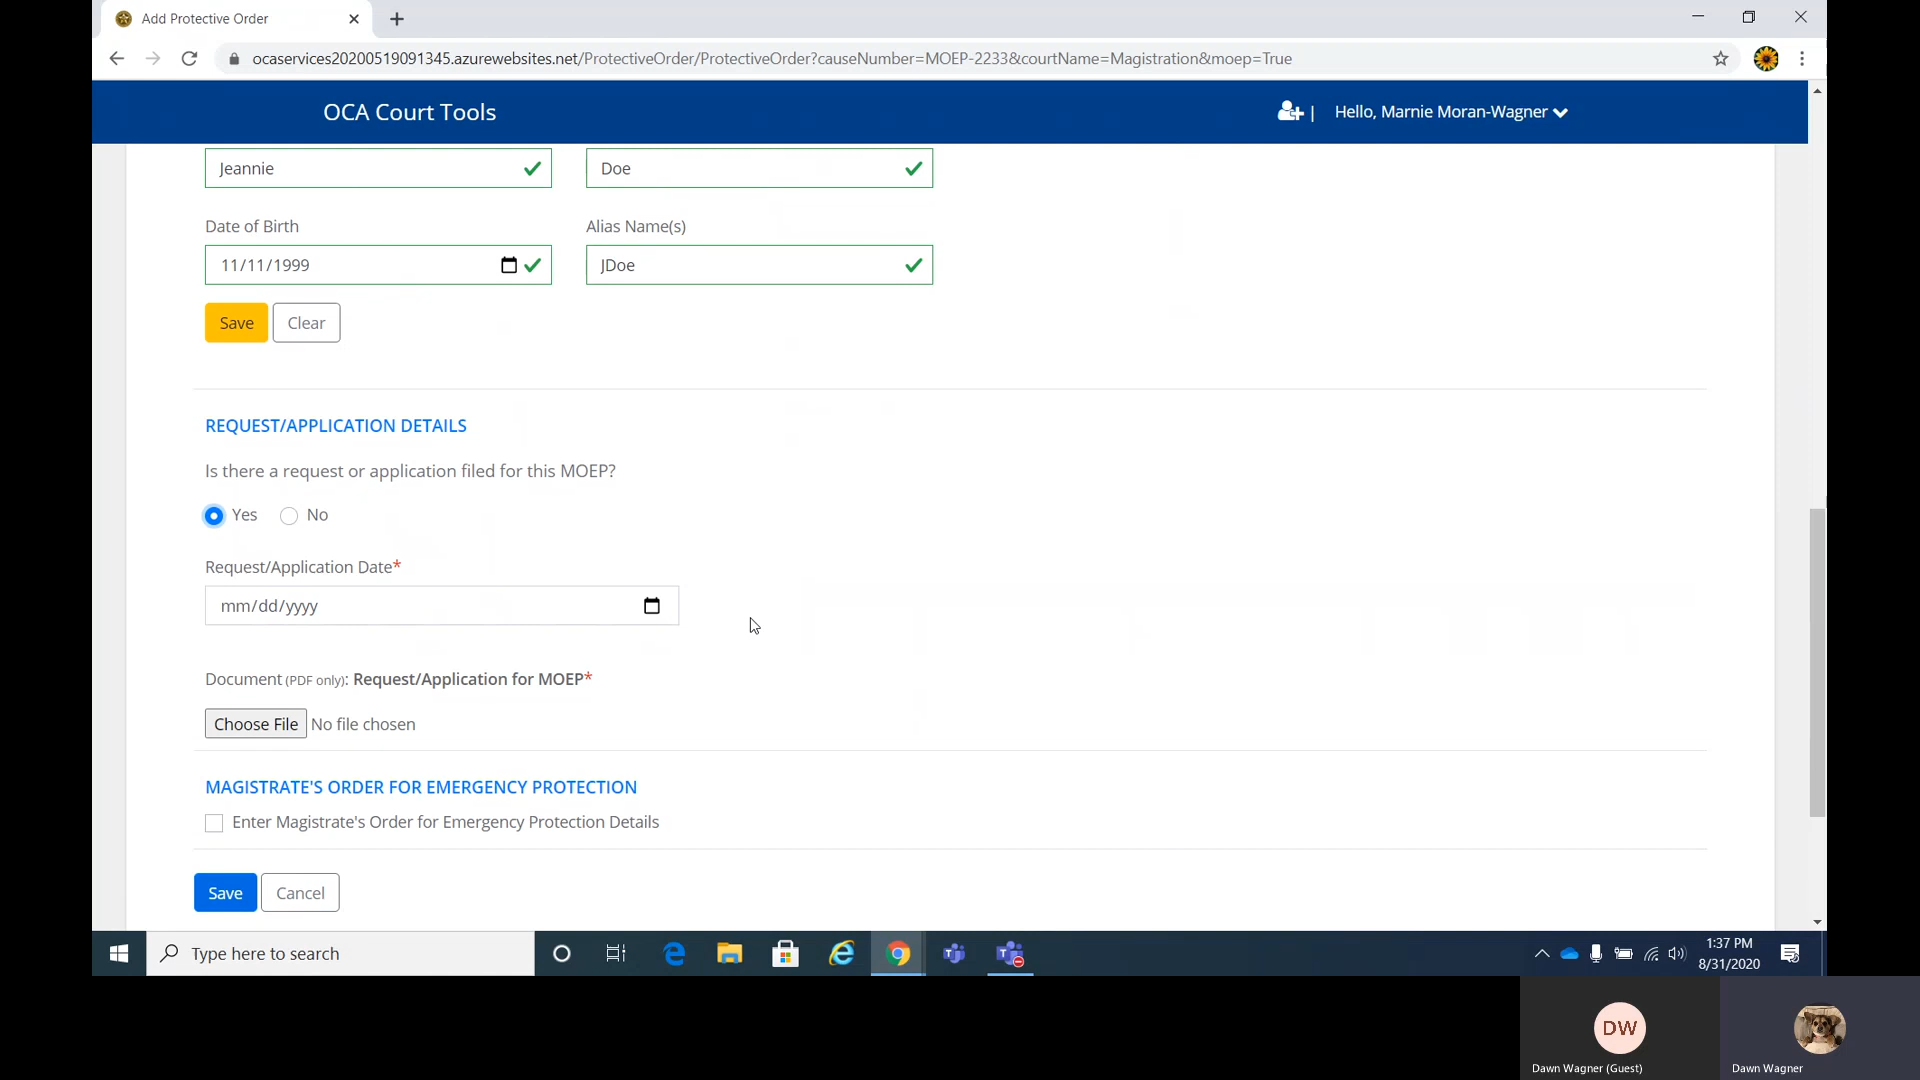 Add Protective Order
ocaservices20200519091345.azurewebsites.net/ProtectiveOrder/ProtectiveOrder?causeNumber=MOEP-2233&courtName=Magistration&moep=True
OCA Court Tools
| Hello, Marnie Moran-Wagner
Jeannie Doe
Date of Birth Alias Name(s)
11/11/1999 JDoe
Save Clear
REQUEST/APPLICATION DETAILS
Is there a request or application filed for this MOEP?
Yes No
Request/Application Date*
mm/dd/yyyy
Document (PDF only): Request/Application for MOEP*
Choose File No file chosen
MAGISTRATE'S ORDER FOR EMERGENCY PROTECTION
Enter Magistrate's Order for Emergency Protection Details
Save Cancel
Type here to search
1:37 PM
8/31/2020
DW
Dawn Wagner (Guest) Dawn Wagner